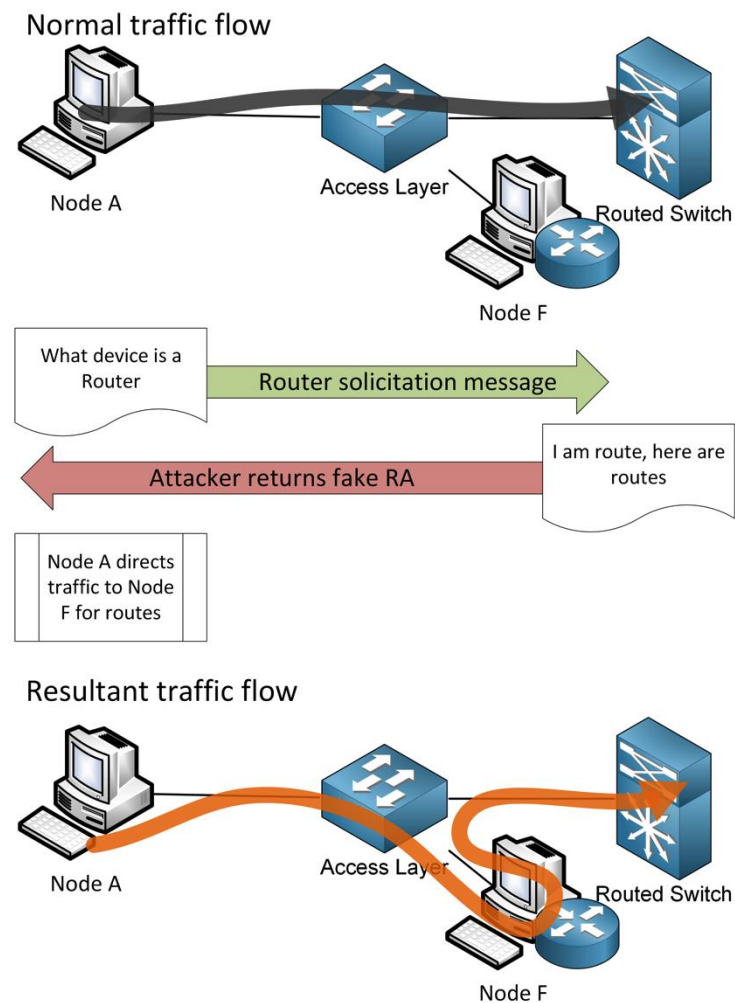 Normal traffic flow
Node A
Access Layer
Routed Switch
Node F
What device is a
Router
Router solicitation message
I am route, here are
routes
Attacker returns fake RA
Node A directs
traffic to Node
F for routes
Resultant traffic flow
Node A
Access Layer
Routed Switch
Node F